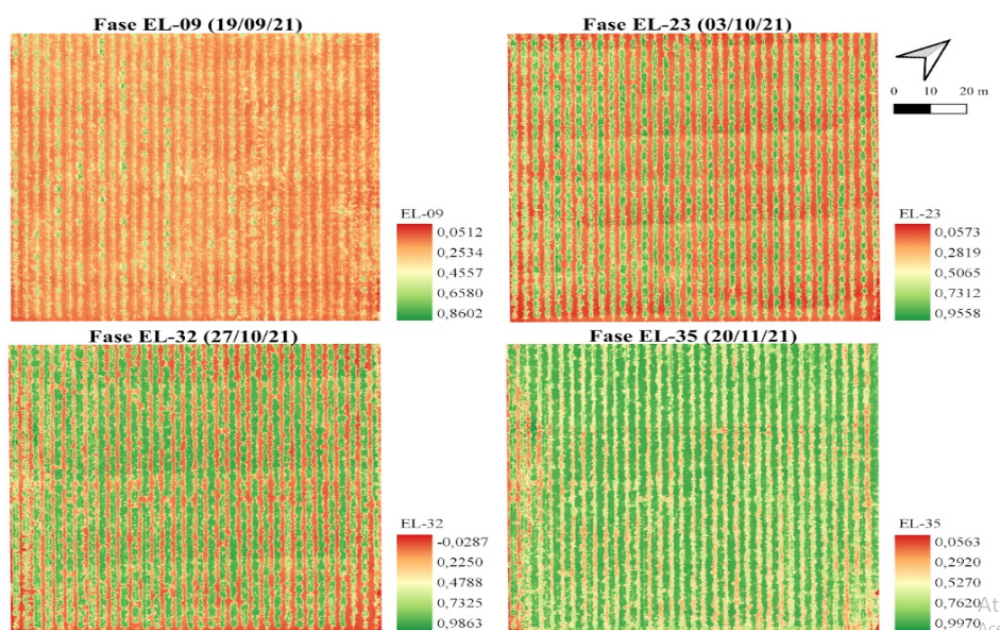 Fase EL-09 (19/09/21)
Fase EL-23 (03/10/21)
0 10 20 m
EL-09
0,0512
0,2534
0,4557
0,6580
0,8602
EL-23
0,0573
0,2819
0,5065
0,7312
0,9558
Fase EL-32 (27/10/21)
Fase EL-35 (20/11/21)
EL-32
-0,0287
0,2250
0,4788
0,7325
0,9863
EL-35
0,0563
0,2920
0,5270
0,7620
0,9970
At